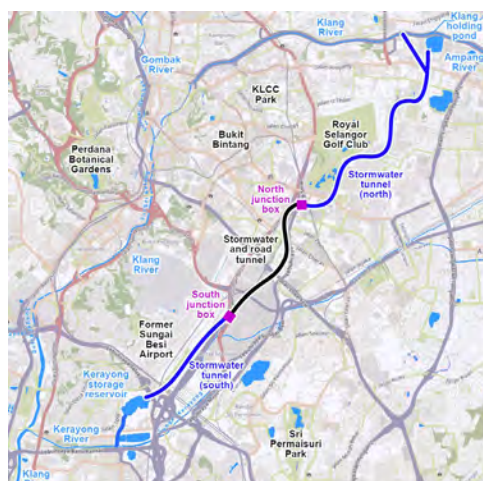 Klang
River
Klang
holding
pond
Gombak
River
Ampang
River
KLCC
Park
Bukit
Bintang
Royal
Selangor
Golf Club
Perdana
Botanical
Gardens
Stormwater
tunnel
(north)
North
junction
box
Stormwater
and road
tunnel
Klang
River
South
junction
box
Former
Sungai
Besi
Airport
Stormwater
tunnel
(south)
Kerayong
storage
reservoir
Kerayong
River
Sri
Permaisuri
Park
Klang
River